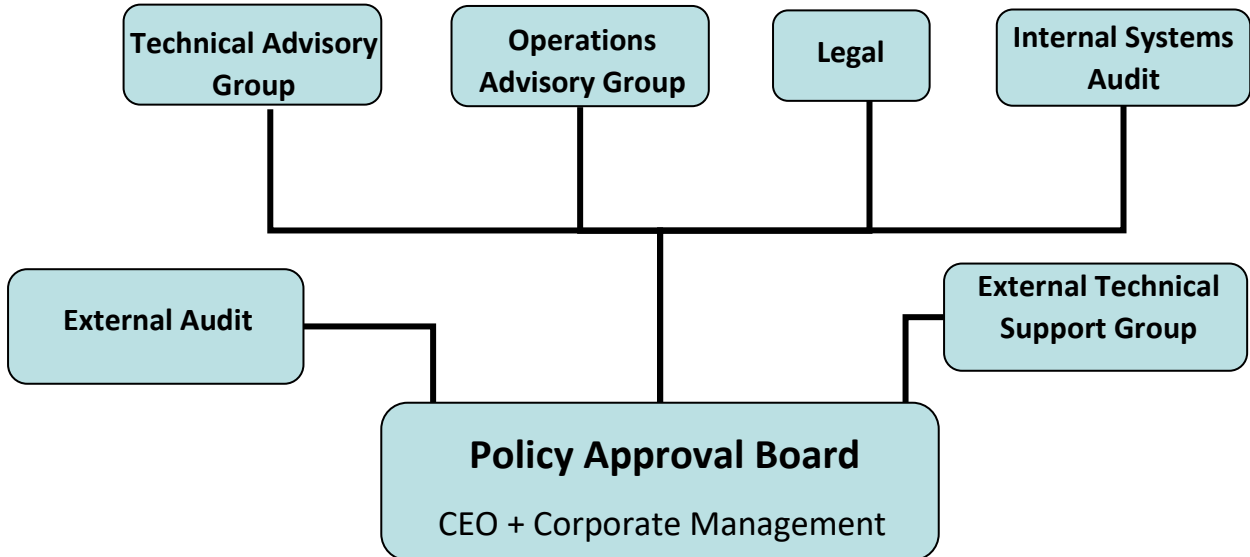 Technical Advisory
Group
Operations
Advisory Group
Legal
Internal Systems
Audit
External Audit
External Technical
Support Group
Policy Approval Board
CEO + Corporate Management